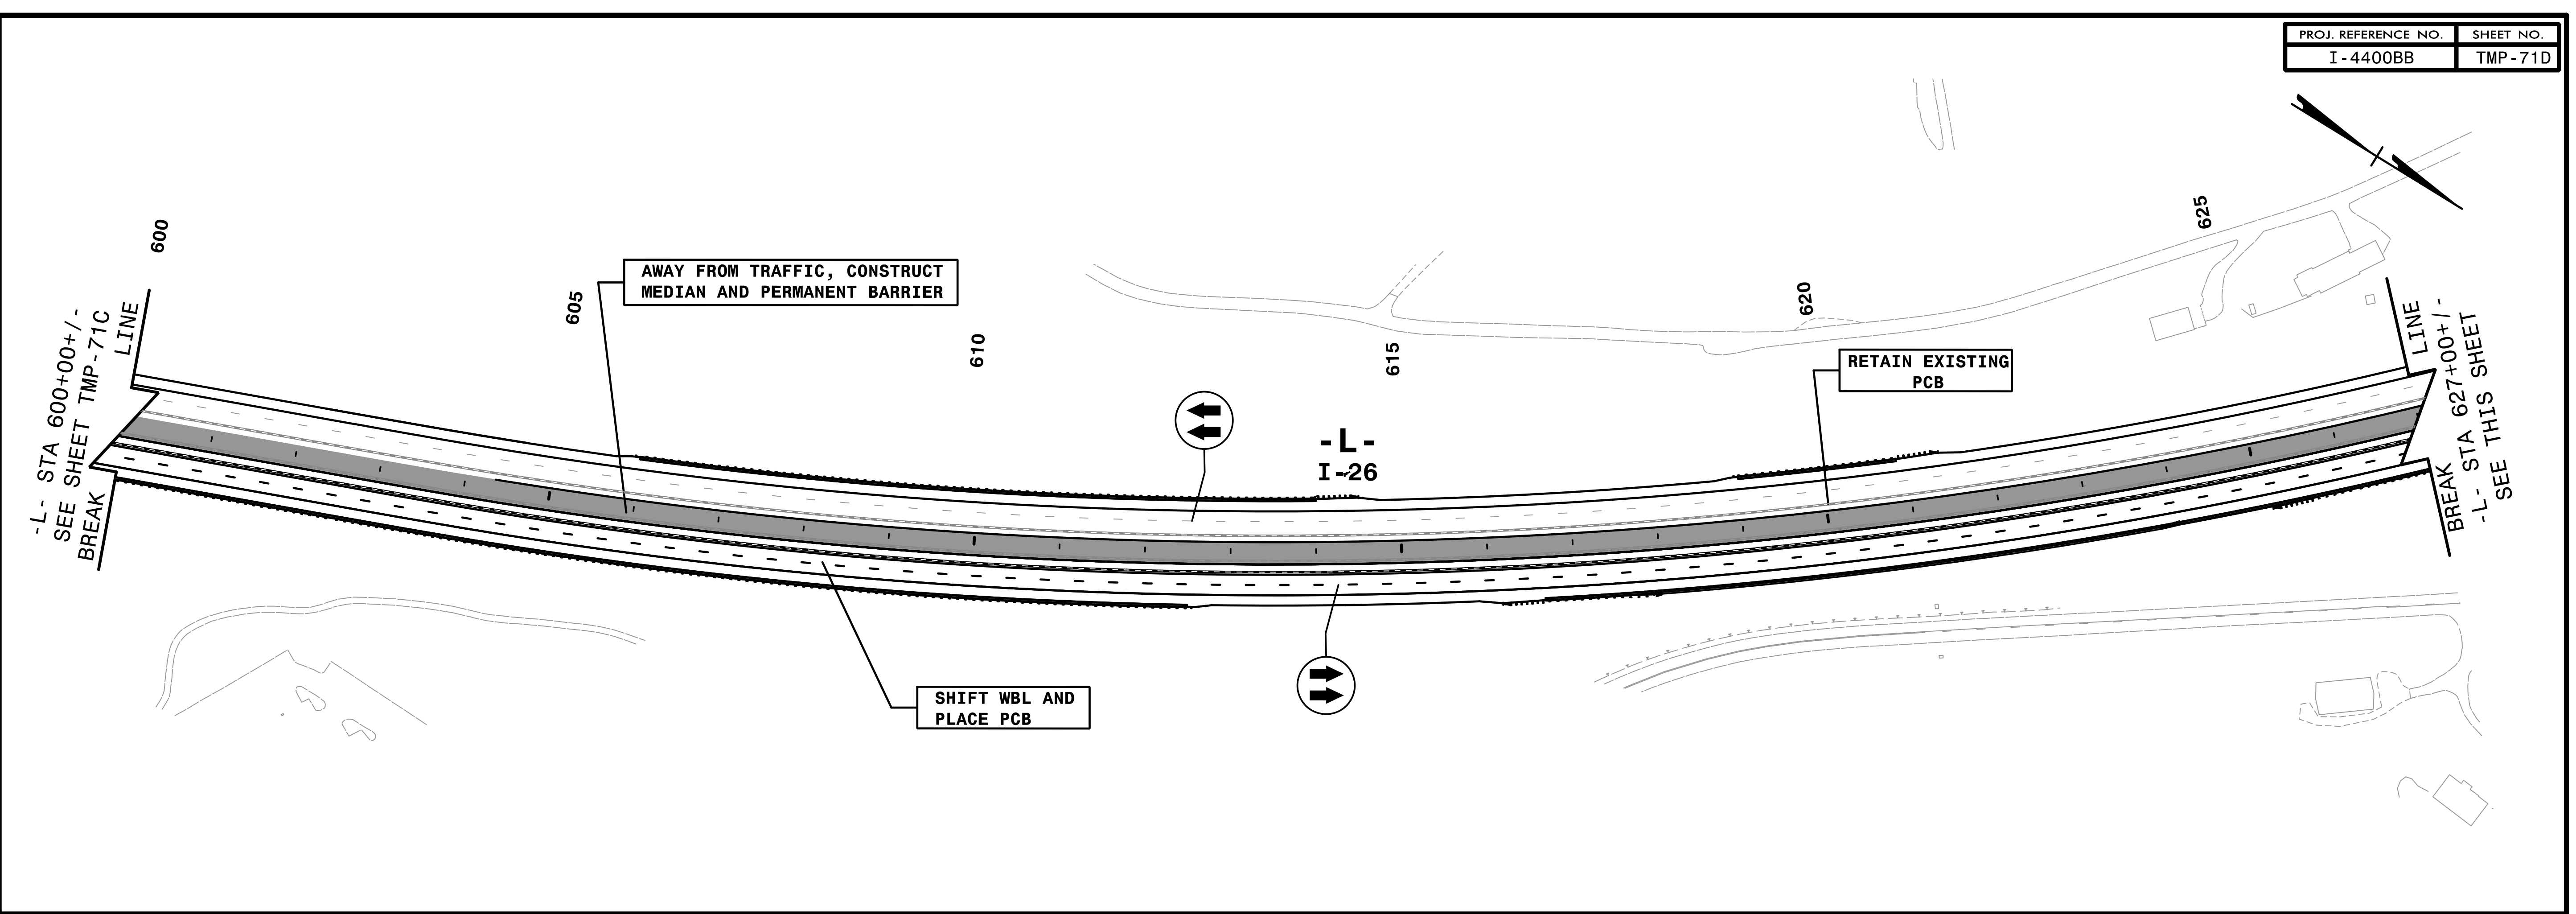 PROJ. REFERENCE NO. SHEET NO.
I-4400BB TMP-71D
600
605
610
615
620
625
-L- STA 600+00+/-
SEE SHEET TMP-71C
BREAK LINE
AWAY FROM TRAFFIC, CONSTRUCT
MEDIAN AND PERMANENT BARRIER
-L-
I-26
RETAIN EXISTING
PCB
SHIFT WBL AND
PLACE PCB
BREAK LINE
-L- STA 627+00+/-
SEE THIS SHEET